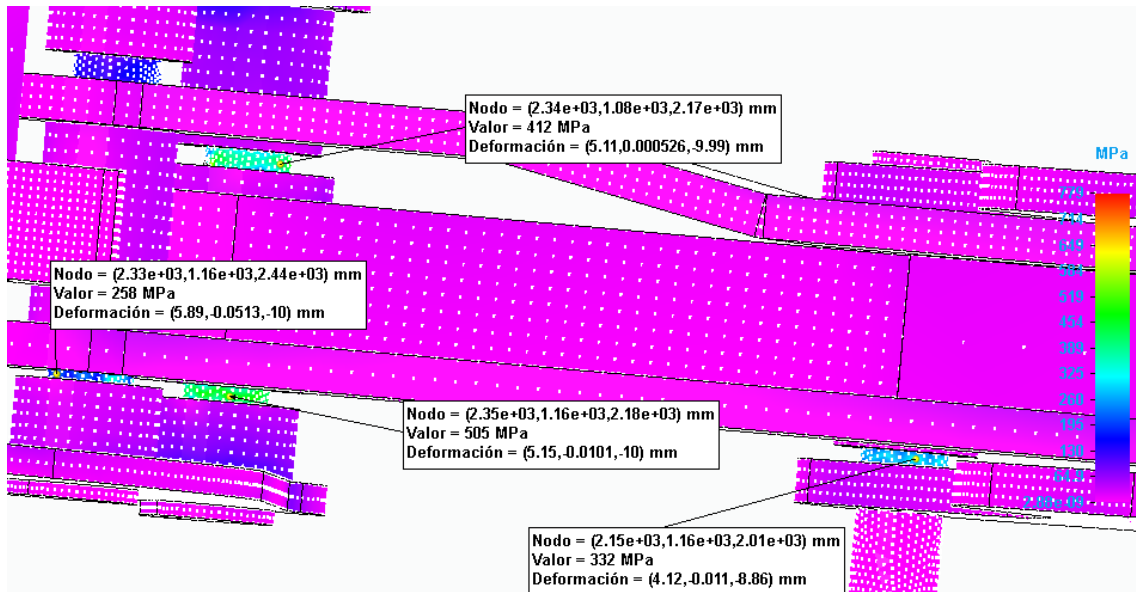 Nodo = (2.34e+03,1.08e+03,2.17e+03) mm
Valor = 412 MPa
Deformación = (5.11,0.000526,-9.99) mm
MPa
649
584
519
454
389
325
260
195
Nodo = (2.33e+03,1.16e+03,2.44e+03) mm
Valor = 258 MPa
Deformación = (5.89,-0.0513,-10) mm
Nodo = (2.35e+03,1.16e+03,2.18e+03) mm
Valor = 505 MPa
Deformación = (5.15,-0.0101,-10) mm
Nodo = (2.15e+03,1.16e+03,2.01e+03) mm
Valor = 332 MPa
Deformación = (4.12,-0.011,-8.86) mm